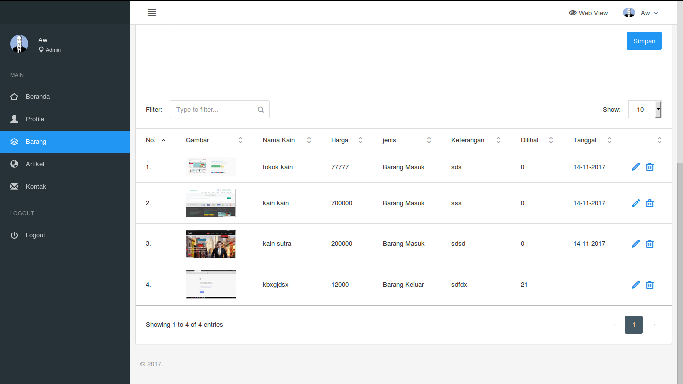 Web View
Aw
Aw
Admin
MAIN
Beranda
Profile
Barang
Artikel
Kontak
LOGOUT
Logout
Simpan
Filter: Type to filter... Show: 10
No. Gambar Nama Kain Harga jenis Keterangan Dilihat Tanggal
1. tokok kain 77777 Barang Masuk sds 0 14-11-2017
2. kain kain 700000 Barang Masuk sss 0 14-11-2017
3. kain sutra 200000 Barang Masuk sdsd 0 14-11-2017
4. kbxgjdsx 12000 Barang Keluar sdfdx 21
Showing 1 to 4 of 4 entries 1
© 2017.